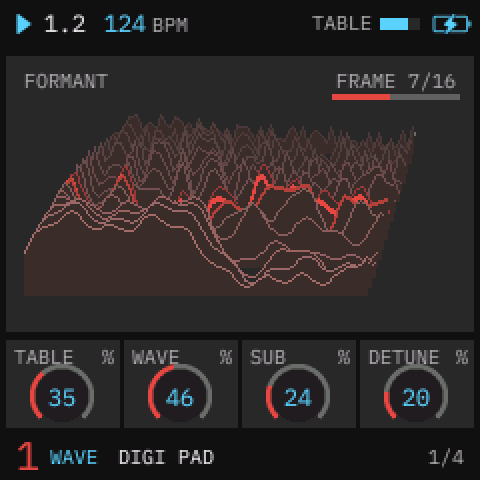 1.2 124 BPM TABLE
FORMANT FRAME 7/16
TABLE % WAVE % SUB % DETUNE %
35 46 24 20
1 WAVE DIGI PAD 1/4